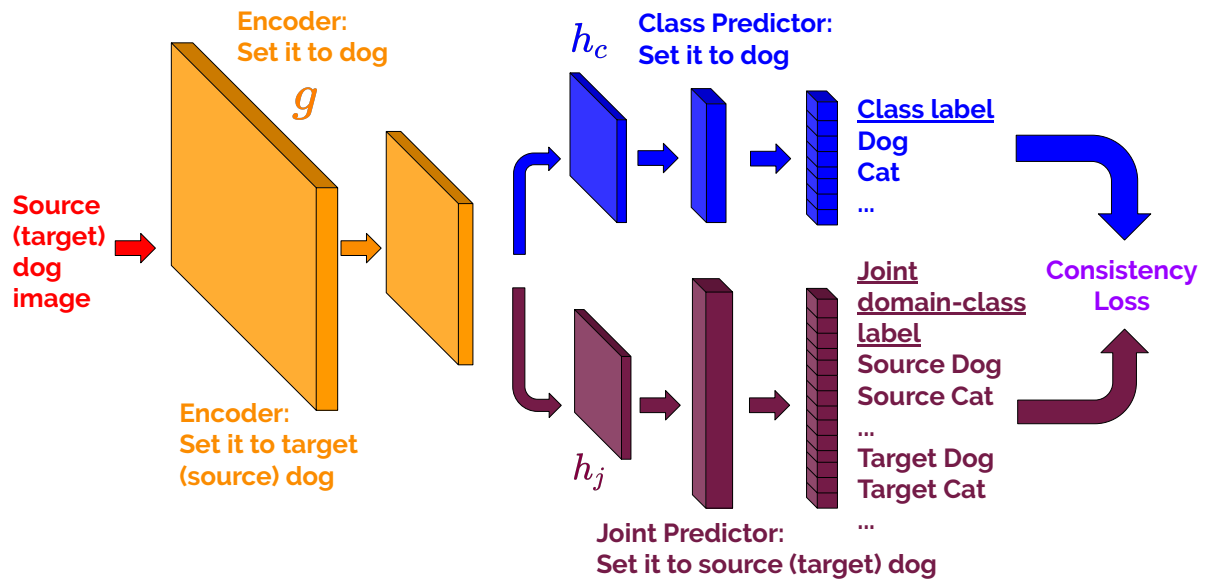 Encoder:
Set it to dog
g
Source
(target)
dog
image
Encoder:
Set it to target
(source) dog
h_c
Class Predictor:
Set it to dog
Class label
Dog
Cat
...
h_j
Joint Predictor:
Set it to source (target) dog
Joint
domain-class
label
Source Dog
Source Cat
...
Target Dog
Target Cat
...
Consistency
Loss